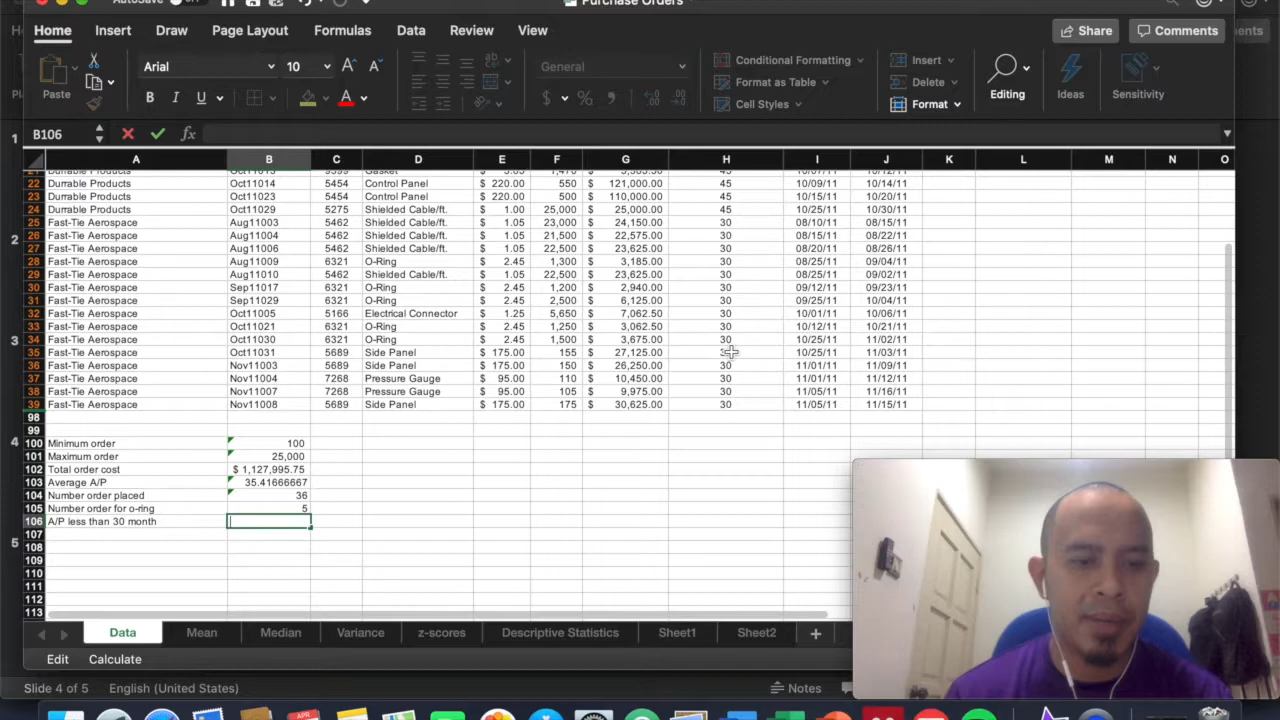 AutoSave
Purchase Orders
Home Insert Draw Page Layout Formulas Data Review View Share Comments
Paste Arial 10 General Conditional Formatting Format as Table Cell Styles Insert Delete Format Editing Ideas Sensitivity
B I U A $ %
B106 fx
A B C D E F G H I J K L M N O
22 Durrable Products Oct11014 5454 Control Panel $ 220.00 550 $ 121,000.00 45 10/09/11 10/14/11
23 Durrable Products Oct11023 5454 Control Panel $ 220.00 500 $ 110,000.00 45 10/15/11 10/20/11
24 Durrable Products Oct11029 5275 Shielded Cable/ft. $ 1.00 25,000 $ 25,000.00 45 10/25/11 10/30/11
25 Fast-Tie Aerospace Aug11003 5462 Shielded Cable/ft. $ 1.05 23,000 $ 24,150.00 30 08/10/11 08/15/11
26 Fast-Tie Aerospace Aug11004 5462 Shielded Cable/ft. $ 1.05 21,500 $ 22,575.00 30 08/15/11 08/22/11
27 Fast-Tie Aerospace Aug11006 5462 Shielded Cable/ft. $ 1.05 22,500 $ 23,625.00 30 08/20/11 08/26/11
28 Fast-Tie Aerospace Aug11009 6321 O-Ring $ 2.45 1,300 $ 3,185.00 30 08/25/11 09/04/11
29 Fast-Tie Aerospace Aug11010 5462 Shielded Cable/ft. $ 1.05 22,500 $ 23,625.00 30 08/25/11 09/02/11
30 Fast-Tie Aerospace Sep11017 6321 O-Ring $ 2.45 1,200 $ 2,940.00 30 09/12/11 09/23/11
31 Fast-Tie Aerospace Sep11029 6321 O-Ring $ 2.45 2,500 $ 6,125.00 30 09/25/11 10/04/11
32 Fast-Tie Aerospace Oct11005 5166 Electrical Connector $ 1.25 5,650 $ 7,062.50 30 10/01/11 10/06/11
33 Fast-Tie Aerospace Oct11021 6321 O-Ring $ 2.45 1,250 $ 3,062.50 30 10/12/11 10/21/11
34 Fast-Tie Aerospace Oct11030 6321 O-Ring $ 2.45 1,500 $ 3,675.00 30 10/25/11 11/02/11
35 Fast-Tie Aerospace Oct11031 5689 Side Panel $ 175.00 155 $ 27,125.00 10/25/11 11/03/11
36 Fast-Tie Aerospace Nov11003 5689 Side Panel $ 175.00 150 $ 26,250.00 30 11/01/11 11/09/11
37 Fast-Tie Aerospace Nov11004 7268 Pressure Gauge $ 95.00 110 $ 10,450.00 30 11/01/11 11/12/11
38 Fast-Tie Aerospace Nov11007 7268 Pressure Gauge $ 95.00 105 $ 9,975.00 30 11/05/11 11/16/11
39 Fast-Tie Aerospace Nov11008 5689 Side Panel $ 175.00 175 $ 30,625.00 30 11/05/11 11/15/11
98
99
100 Minimum order 100
101 Maximum order 25,000
102 Total order cost $ 1,127,995.75
103 Average A/P 35.41666667
104 Number order placed 36
105 Number order for o-ring 5
106 A/P less than 30 month
107
108
109
110
111
112
113
1
2
3
4
5
Data Mean Median Variance z-scores Descriptive Statistics Sheet1 Sheet2 +
Edit Calculate
Slide 4 of 5 English (United States) Notes
APR